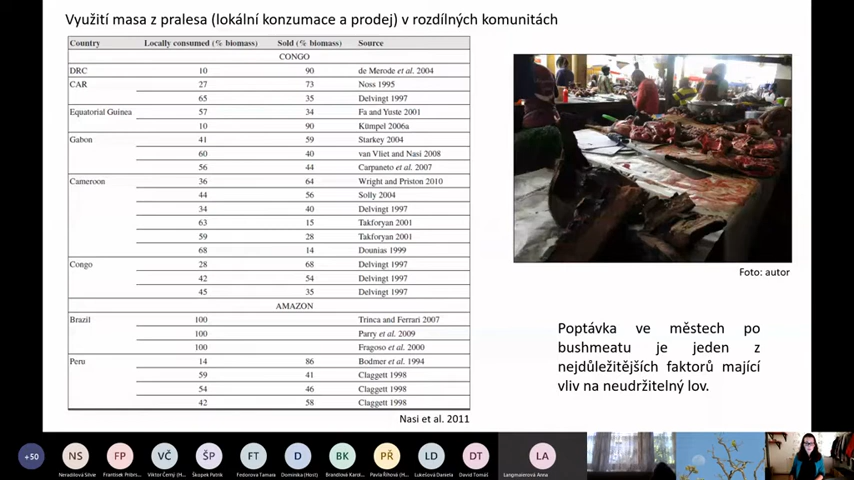 Využití masa z pralesa (lokální konzumace a prodej) v rozdílných komunitách
Country Locally consumed (% biomass) Sold (% biomass) Source
CONGO
DRC 10 90 de Merode et al. 2004
CAR 27 73 Noss 1995
65 35 Delvingt 1997
Equatorial Guinea 57 34 Fa and Yuste 2001
10 90 Kümpel 2006a
Gabon 41 59 Starkey 2004
60 40 van Vliet and Nasi 2008
56 44 Carpaneto et al. 2007
Cameroon 36 64 Wright and Priston 2010
44 56 Solly 2004
34 40 Delvingt 1997
63 15 Takforyan 2001
59 28 Takforyan 2001
68 14 Dounias 1999
Congo 28 68 Delvingt 1997
42 54 Delvingt 1997
45 35 Delvingt 1997
AMAZON
Brazil 100 Trinca and Ferrari 2007
100 Parry et al. 2009
100 Fragoso et al. 2000
Peru 14 86 Bodmer et al. 1994
59 41 Claggett 1998
54 46 Claggett 1998
42 58 Claggett 1998
Nasi et al. 2011
Foto: autor
Poptávka ve městech po
bushmeatu je jeden z
nejdůležitějších faktorů mající
vliv na neudržitelný lov.
+50 NS FP VČ ŠP FT D BK PŘ LD DT LA
Neradilová Silvie František Příbrs... Viktor Černý (H... Škopek Patrik Fedorova Tamara Dominika (Host) Brandlová Karol... Pavla Říhová (H... Lukešová Daniela David Tomáš Langmaierová Anna